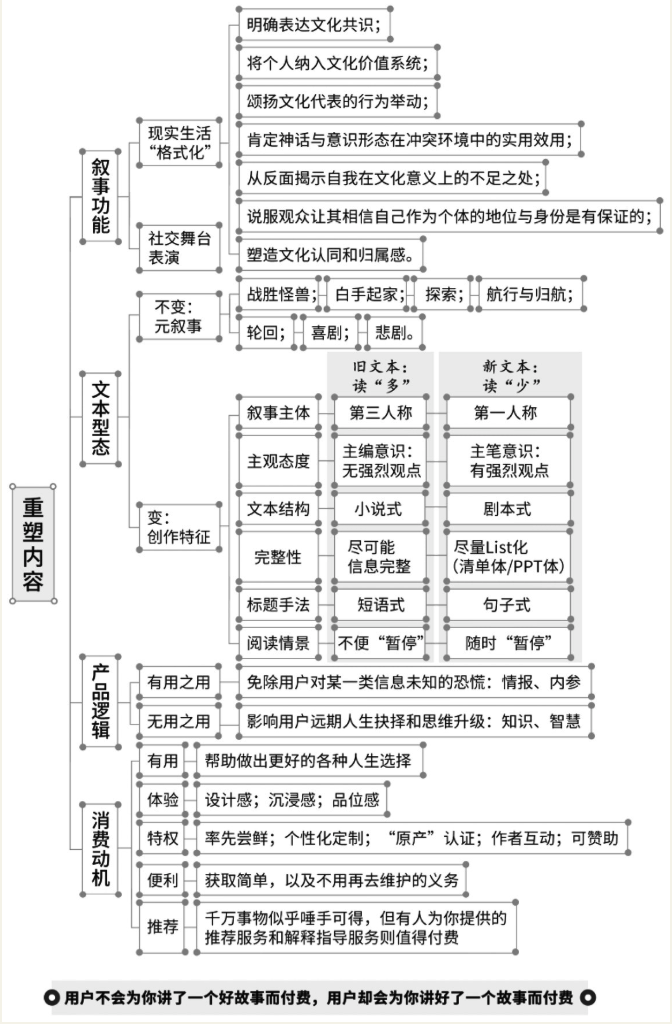 重塑内容
叙事功能
现实生活
“格式化”
社交舞台
表演
明确表达文化共识；
将个人纳入文化价值系统；
颂扬文化代表的行为举动；
肯定神话与意识形态在冲突环境中的实用效用；
从反面揭示自我在文化意义上的不足之处；
说服观众让其相信自己作为个体的地位与身份是有保证的；
塑造文化认同和归属感。
文本型态
不变：
元叙事
战胜怪兽； 白手起家； 探索； 航行与归航；
轮回； 喜剧； 悲剧。
变：
创作特征
旧文本：
读“多”
新文本：
读“少”
叙事主体 第三人称 第一人称
主观态度
主编意识：
无强烈观点
主笔意识：
有强烈观点
文本结构 小说式 剧本式
完整性
尽可能
信息完整
尽量List化
（清单体/PPT体）
标题手法 短语式 句子式
阅读情景 不便“暂停” 随时“暂停”
产品逻辑
有用之用 免除用户对某一类信息未知的恐慌：情报、内参
无用之用 影响用户远期人生抉择和思维升级：知识、智慧
消费动机
有用 帮助做出更好的各种人生选择
体验 设计感；沉浸感；品位感
特权 率先尝鲜；个性化定制；“原产”认证；作者互动；可赞助
便利 获取简单，以及不用再去维护的义务
推荐
千万事物似乎唾手可得，但有人为你提供的
推荐服务和解释指导服务则值得付费
用户不会为你讲了一个好故事而付费，用户却会为你讲好了一个故事而付费